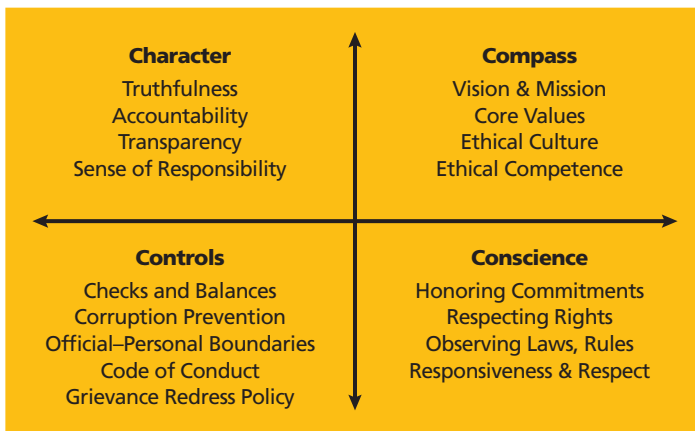 Character
Truthfulness
Accountability
Transparency
Sense of Responsibility
Compass
Vision & Mission
Core Values
Ethical Culture
Ethical Competence
Controls
Checks and Balances
Corruption Prevention
Official–Personal Boundaries
Code of Conduct
Grievance Redress Policy
Conscience
Honoring Commitments
Respecting Rights
Observing Laws, Rules
Responsiveness & Respect